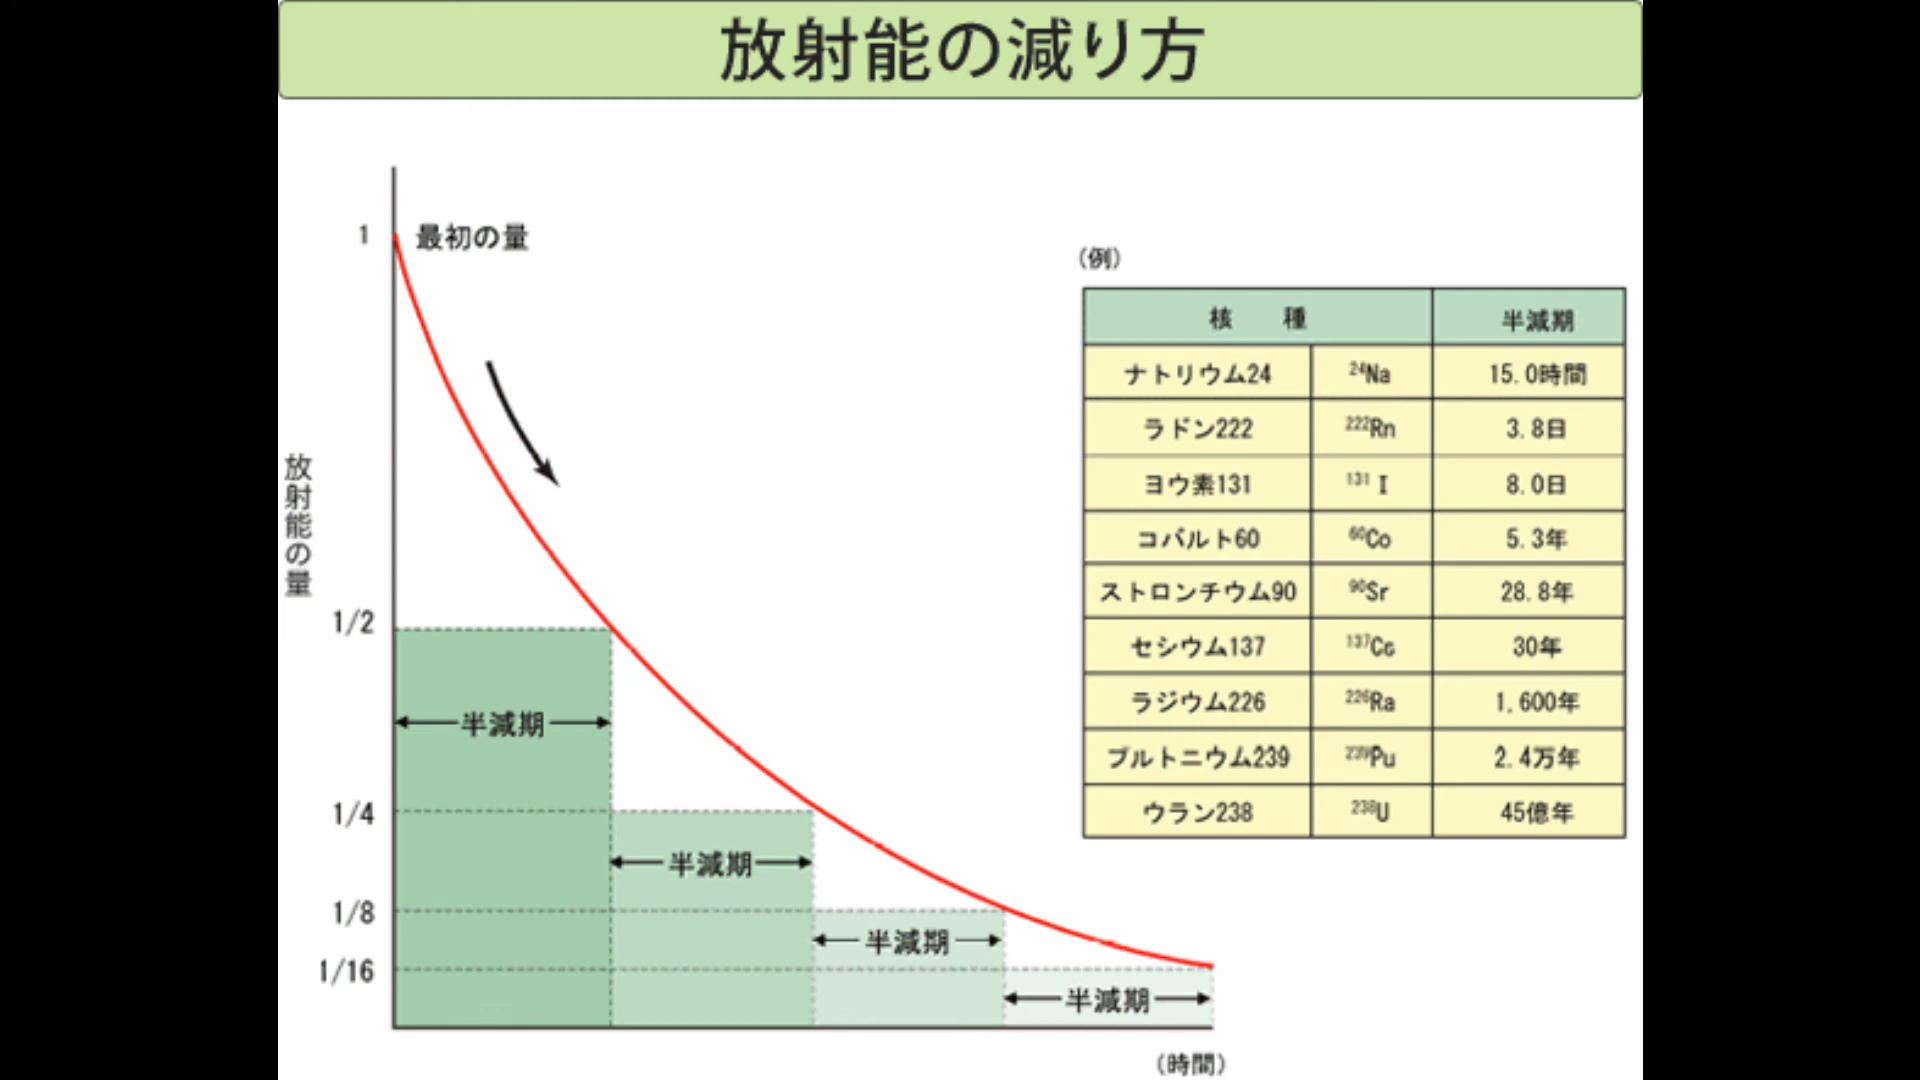 放射能の減り方
1
最初の量
放射能の量
1/2
1/4
1/8
1/16
半減期
半減期
半減期
半減期
(時間)
(例)
核 種 半減期
ナトリウム24 ²⁴Na 15.0時間
ラドン222 ²²²Rn 3.8日
ヨウ素131 ¹³¹I 8.0日
コバルト60 ⁶⁰Co 5.3年
ストロンチウム90 ⁹⁰Sr 28.8年
セシウム137 ¹³⁷Cs 30年
ラジウム226 ²²⁶Ra 1,600年
プルトニウム239 ²³⁹Pu 2.4万年
ウラン238 ²³⁸U 45億年